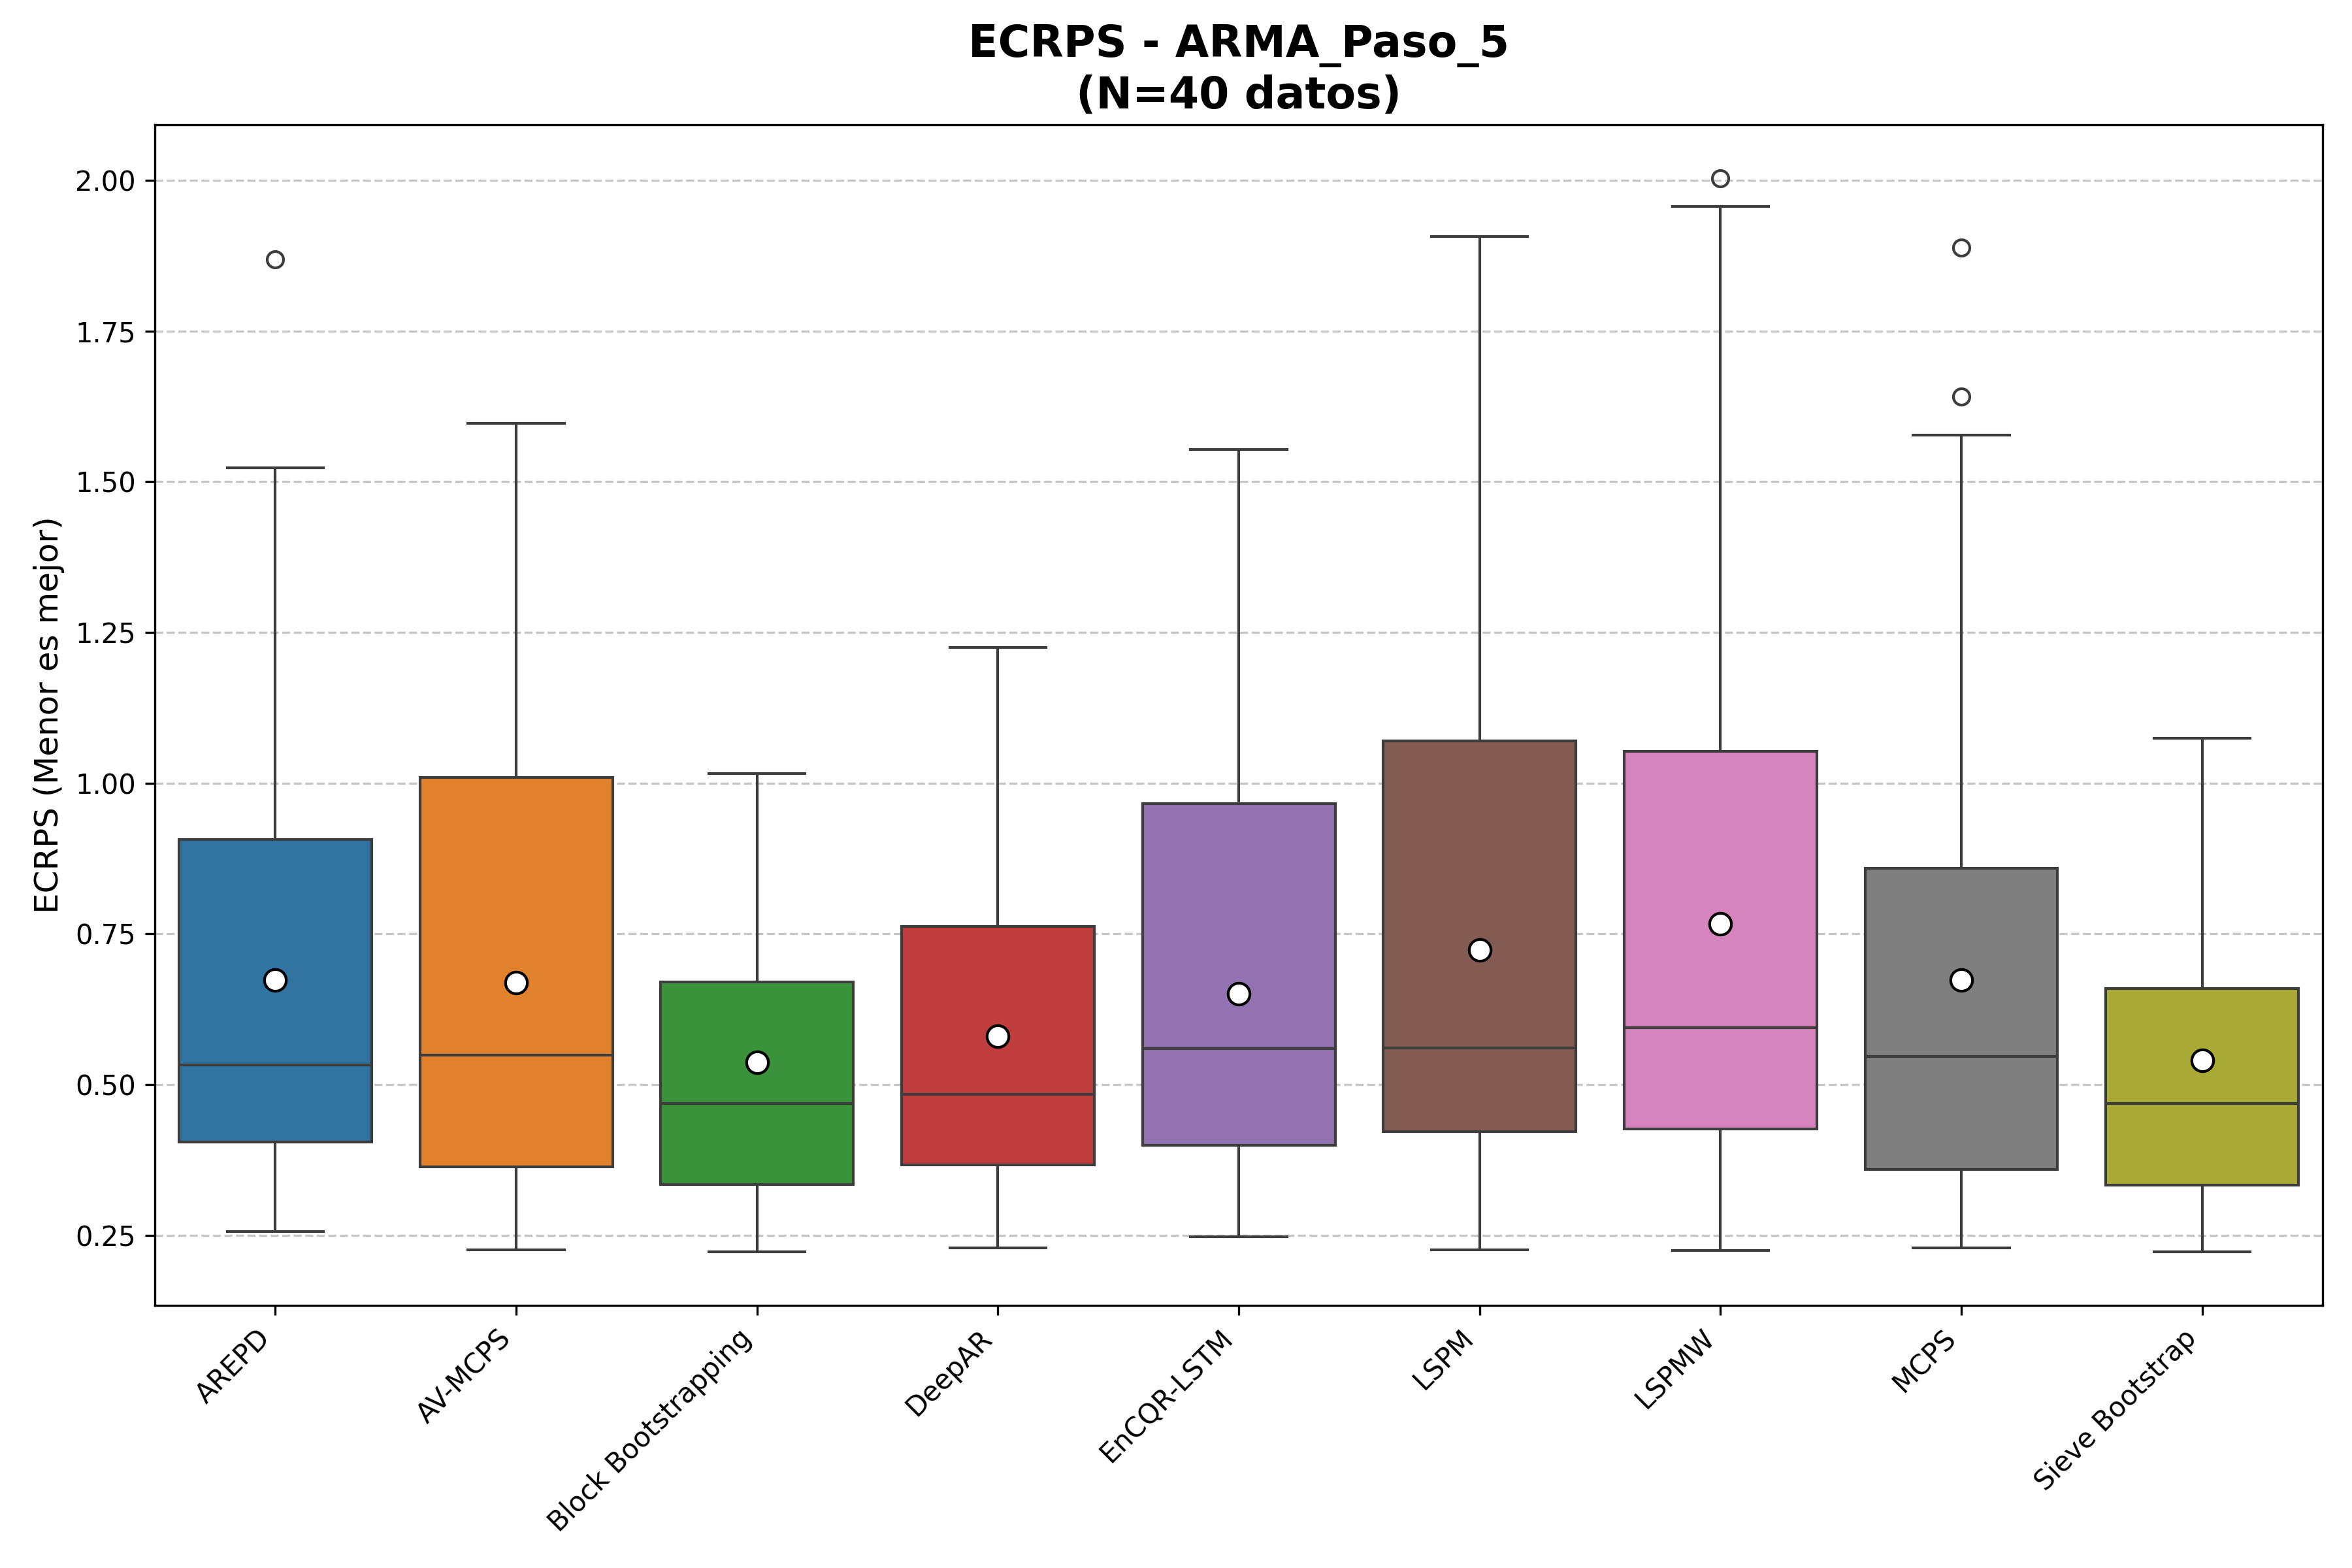 ECRPS - ARMA_Paso_5
(N=40 datos)
ECRPS (Menor es mejor)
2.00
1.75
1.50
1.25
1.00
0.75
0.50
0.25
AREPD
AV-MCPS
Block Bootstrapping
DeepAR
EnCQR-LSTM
LSPM
LSPMW
MCPS
Sieve Bootstrap